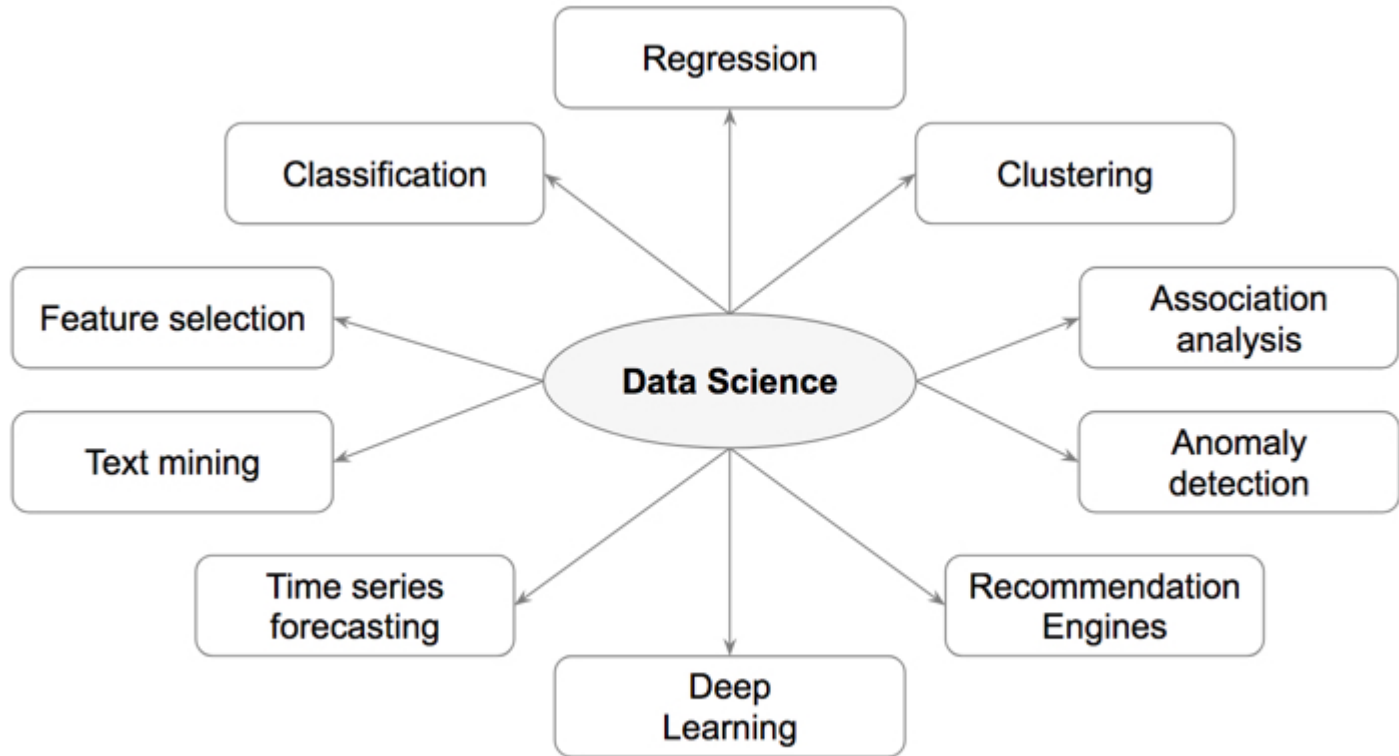 Regression
Classification
Clustering
Feature selection
Association
analysis
Data Science
Text mining
Anomaly
detection
Time series
forecasting
Recommendation
Engines
Deep
Learning